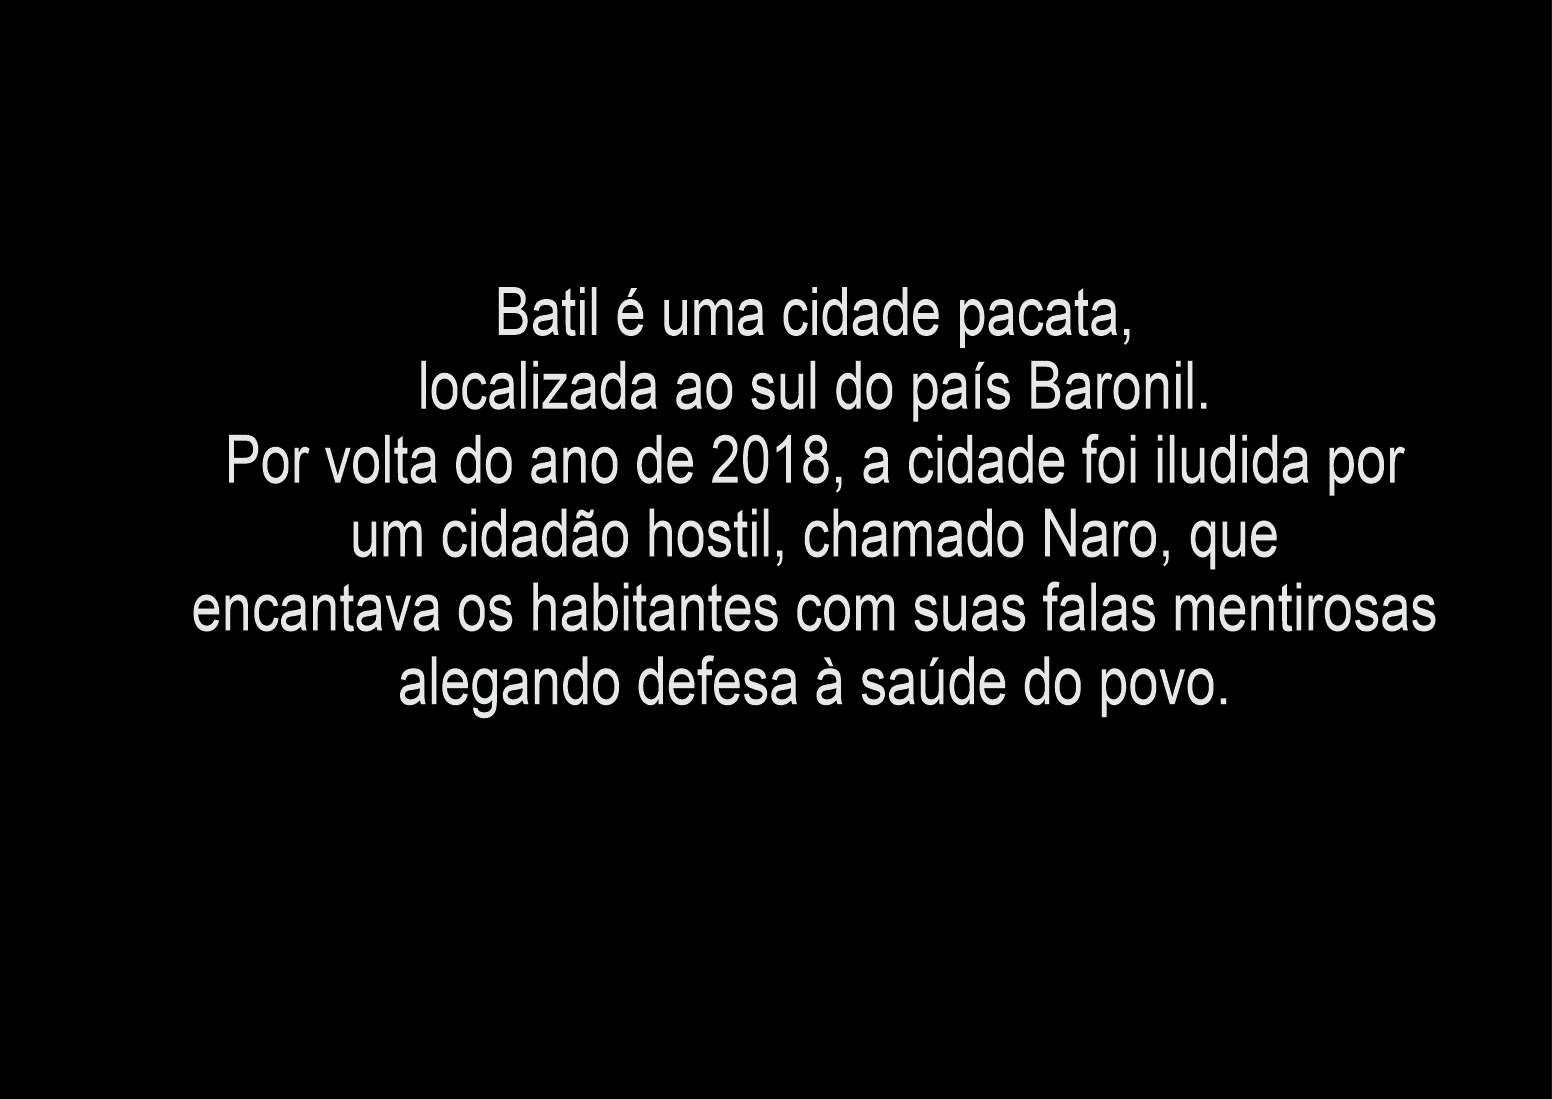 Batil é uma cidade pacata,
localizada ao sul do país Baronil.
Por volta do ano de 2018, a cidade foi iludida por
um cidadão hostil, chamado Naro, que
encantava os habitantes com suas falas mentirosas
alegando defesa à saúde do povo.